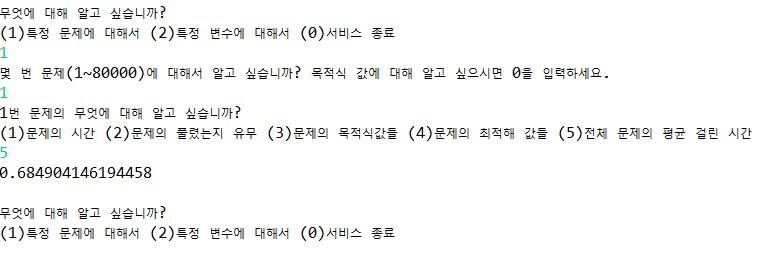 무엇에 대해 알고 싶습니까?
(1)특정 문제에 대해서 (2)특정 변수에 대해서 (0)서비스 종료
1
몇 번 문제(1~80000)에 대해서 알고 싶습니까? 목적식 값에 대해 알고 싶으시면 0을 입력하세요.
1
1번 문제의 무엇에 대해 알고 싶습니까?
(1)문제의 시간 (2)문제의 풀렸는지 유무 (3)문제의 목적식값들 (4)문제의 최적해 값들 (5)전체 문제의 평균 걸린 시간
5
0.684904146194458
무엇에 대해 알고 싶습니까?
(1)특정 문제에 대해서 (2)특정 변수에 대해서 (0)서비스 종료